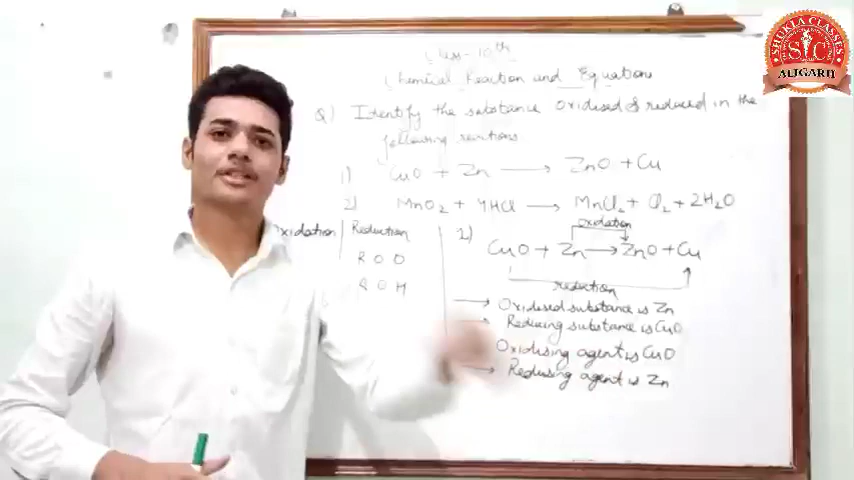 SHUKLA CLASSES
SIC
ALIGARH
Class-10th
Chemical Reaction and Equations
Q) Identify the substance oxidised & reduced in the
following reactions
1) CuO + Zn → ZnO + Cu
2) MnO2 + 4HCl → MnCl2 + Cl2 + 2H2O
Oxidation | Reduction
R O O
R O H
1)
oxidation
CuO + Zn → ZnO + Cu
reduction
→ Oxidised substance is Zn
Reducing substance is CuO
Oxidising agent is CuO
→ Reducing agent is Zn